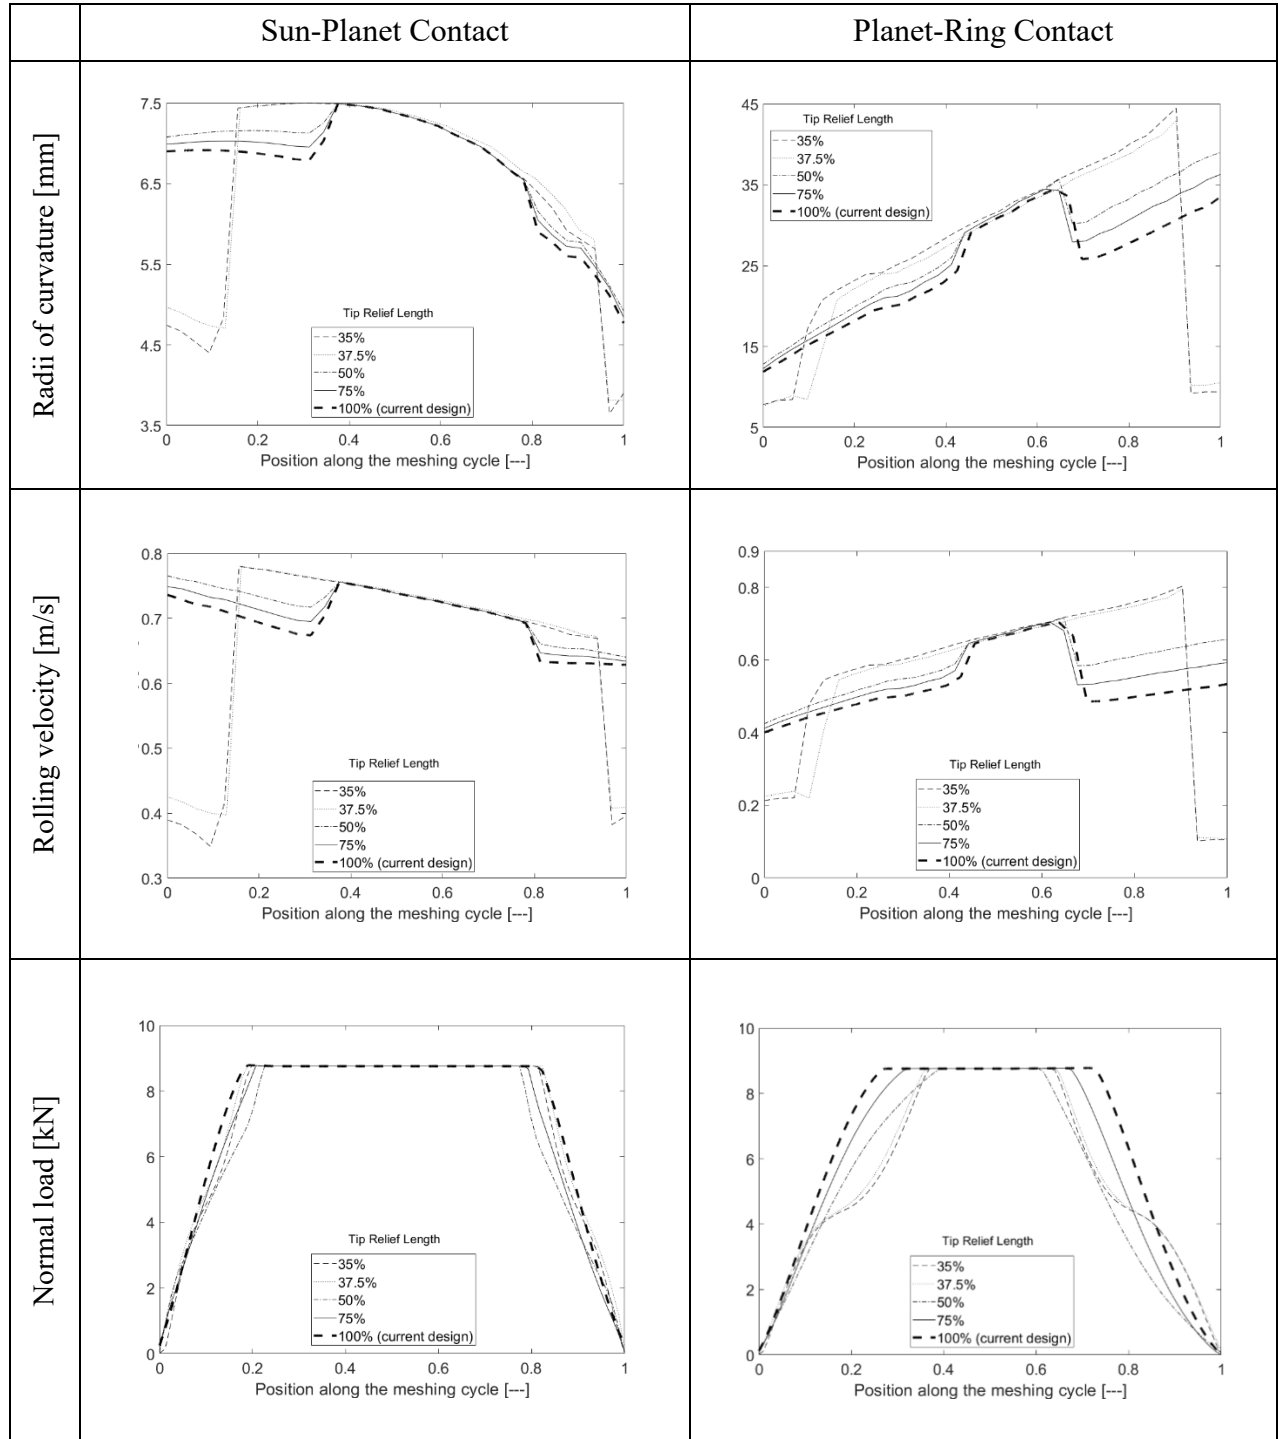 Sun-Planet Contact
Planet-Ring Contact
Radii of curvature [mm]
7.5
6.5
5.5
4.5
3.5
Tip Relief Length
35%
37.5%
50%
75%
100% (current design)
0 0.2 0.4 0.6 0.8 1
Position along the meshing cycle [---]
45
35
25
15
5
Tip Relief Length
35%
37.5%
50%
75%
100% (current design)
0 0.2 0.4 0.6 0.8 1
Position along the meshing cycle [---]
Rolling velocity [m/s]
0.8
0.7
0.6
0.5
0.4
0.3
Tip Relief Length
35%
37.5%
50%
75%
100% (current design)
0 0.2 0.4 0.6 0.8 1
Position along the meshing cycle [---]
0.9
0.8
0.6
0.4
0.2
0
Tip Relief Length
35%
37.5%
50%
75%
100% (current design)
0 0.2 0.4 0.6 0.8 1
Position along the meshing cycle [---]
Normal load [kN]
10
8
6
4
2
0
Tip Relief Length
35%
37.5%
50%
75%
100% (current design)
0 0.2 0.4 0.6 0.8 1
Position along the meshing cycle [---]
10
8
6
4
2
0
Tip Relief Length
35%
37.5%
50%
75%
100% (current design)
0 0.2 0.4 0.6 0.8 1
Position along the meshing cycle [---]